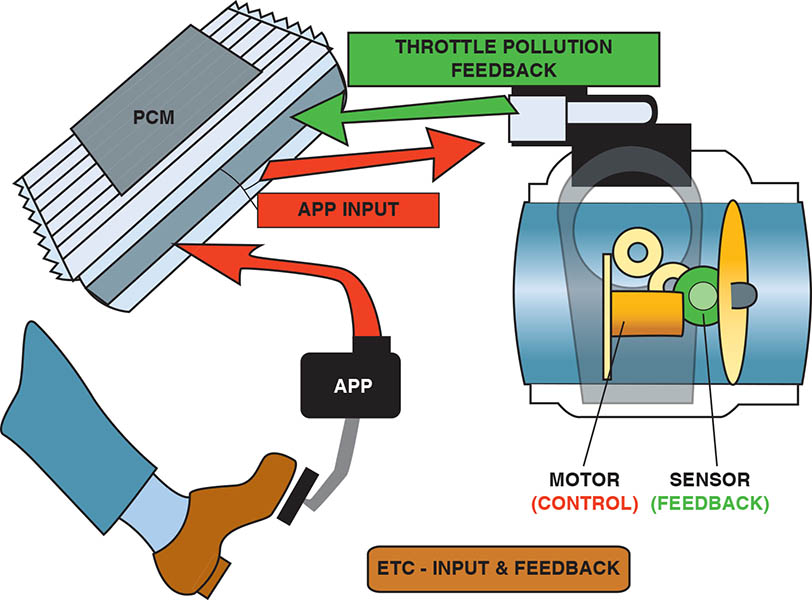 THROTTLE POLLUTION
FEEDBACK
PCM
APP INPUT
APP
MOTOR
(CONTROL)
SENSOR
(FEEDBACK)
ETC - INPUT & FEEDBACK